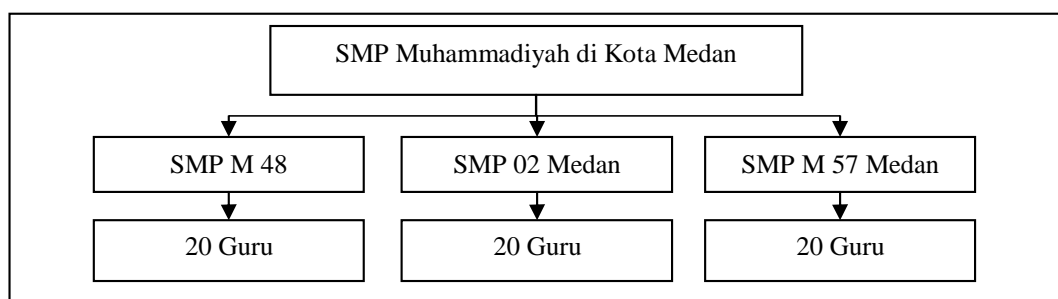 SMP Muhammadiyah di Kota Medan
SMP M 48
SMP 02 Medan
SMP M 57 Medan
20 Guru
20 Guru
20 Guru